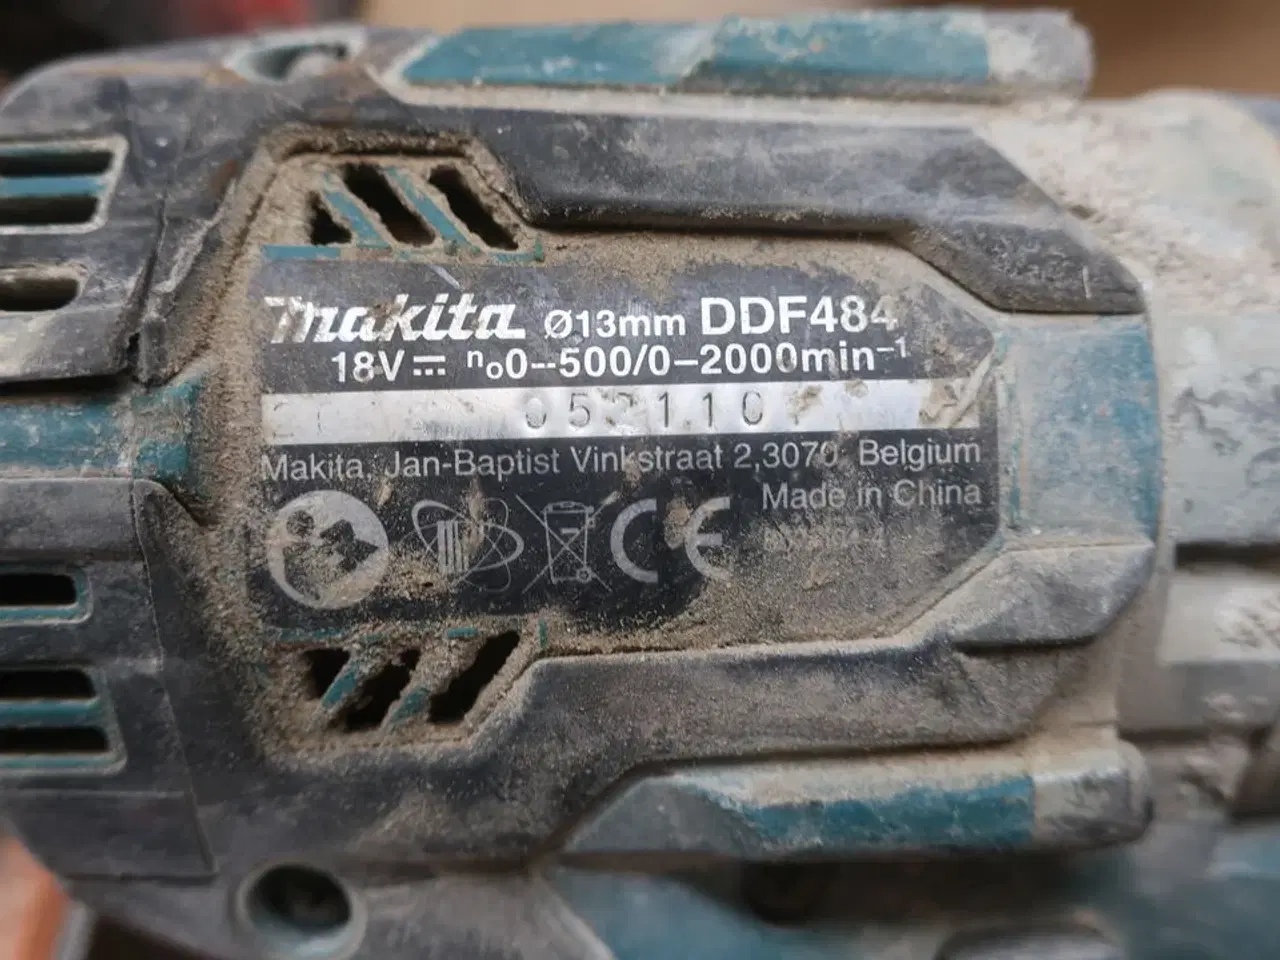 makita Ø13mm DDF484
18V⎓ n₀0--500/0-2000min⁻¹
Makita, Jan-Baptist Vinkstraat 2,3070 Belgium
Made in China
CE